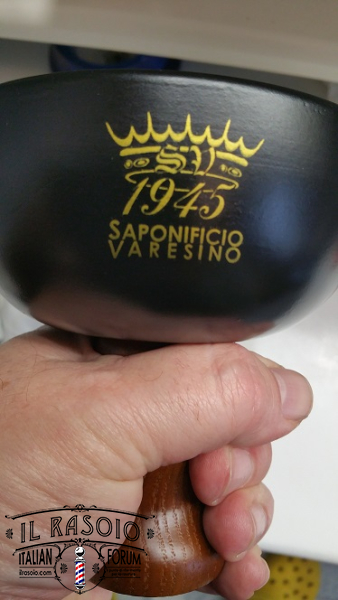 SV
1945
SAPONIFICIO
VARESINO
IL RASOIO
ITALIAN FORUM
ilrasoio.com